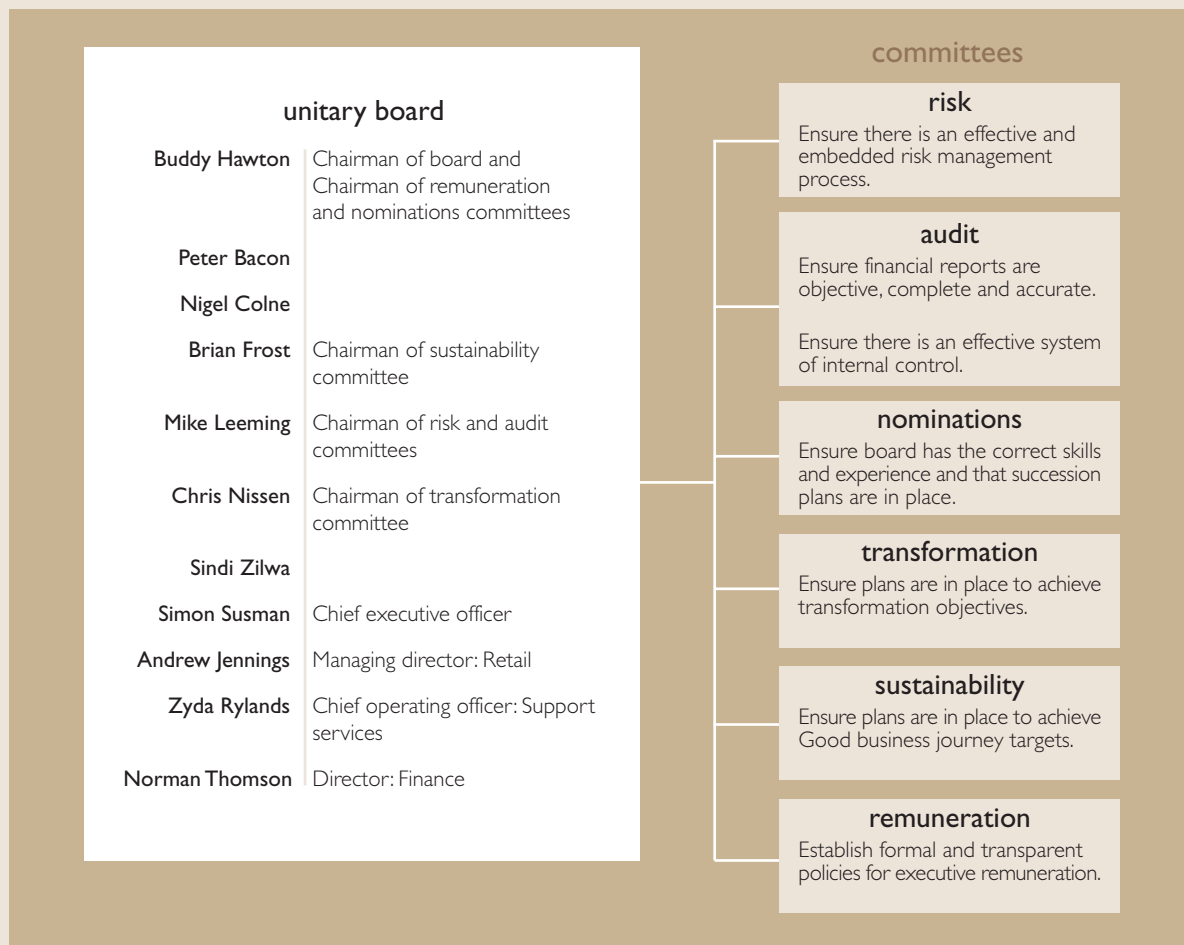 unitary board
Buddy Hawton Chairman of board and
Chairman of remuneration
and nominations committees
Peter Bacon
Nigel Colne
Brian Frost Chairman of sustainability
committee
Mike Leeming Chairman of risk and audit
committees
Chris Nissen Chairman of transformation
committee
Sindi Zilwa
Simon Susman Chief executive officer
Andrew Jennings Managing director: Retail
Zyda Rylands Chief operating officer: Support
services
Norman Thomson Director: Finance
committees
risk
Ensure there is an effective and
embedded risk management
process.
audit
Ensure financial reports are
objective, complete and accurate.
Ensure there is an effective system
of internal control.
nominations
Ensure board has the correct skills
and experience and that succession
plans are in place.
transformation
Ensure plans are in place to achieve
transformation objectives.
sustainability
Ensure plans are in place to achieve
Good business journey targets.
remuneration
Establish formal and transparent
policies for executive remuneration.